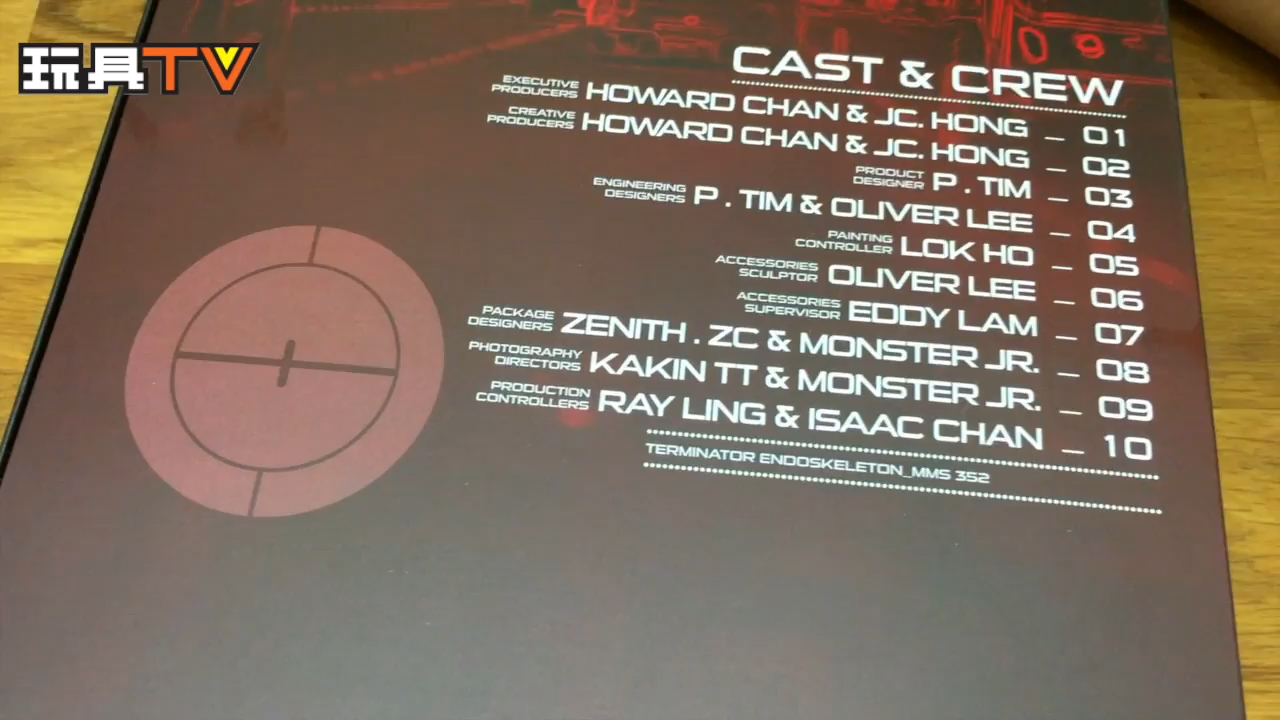 玩具TV
CAST & CREW
EXECUTIVE PRODUCERS HOWARD CHAN & JC. HONG _ 01
CREATIVE PRODUCERS HOWARD CHAN & JC. HONG _ 02
PRODUCT DESIGNER P . TIM _ 03
ENGINEERING DESIGNERS P . TIM & OLIVER LEE _ 04
PAINTING CONTROLLER LOK HO _ 05
ACCESSORIES SCULPTOR OLIVER LEE _ 06
ACCESSORIES SUPERVISOR EDDY LAM _ 07
PACKAGE DESIGNERS ZENITH . ZC & MONSTER JR. _ 08
PHOTOGRAPHY DIRECTORS KAKIN TT & MONSTER JR. _ 09
PRODUCTION CONTROLLERS RAY LING & ISAAC CHAN _ 10
TERMINATOR ENDOSKELETON_MMS 352